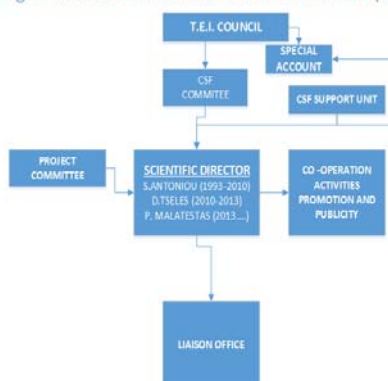 T.E.I. COUNCIL
SPECIAL
ACCOUNT
CSF
COMMITEE
CSF SUPPORT UNIT
PROJECT
COMMITTEE
SCIENTIFIC DIRECTOR
S.ANTONIOU (1993-2010)
D.TSELES (2010-2013)
P. MALATESTAS (2013....)
CO -OPERATION
ACTIVITIES
PROMOTION AND
PUBLICITY
LIAISON OFFICE